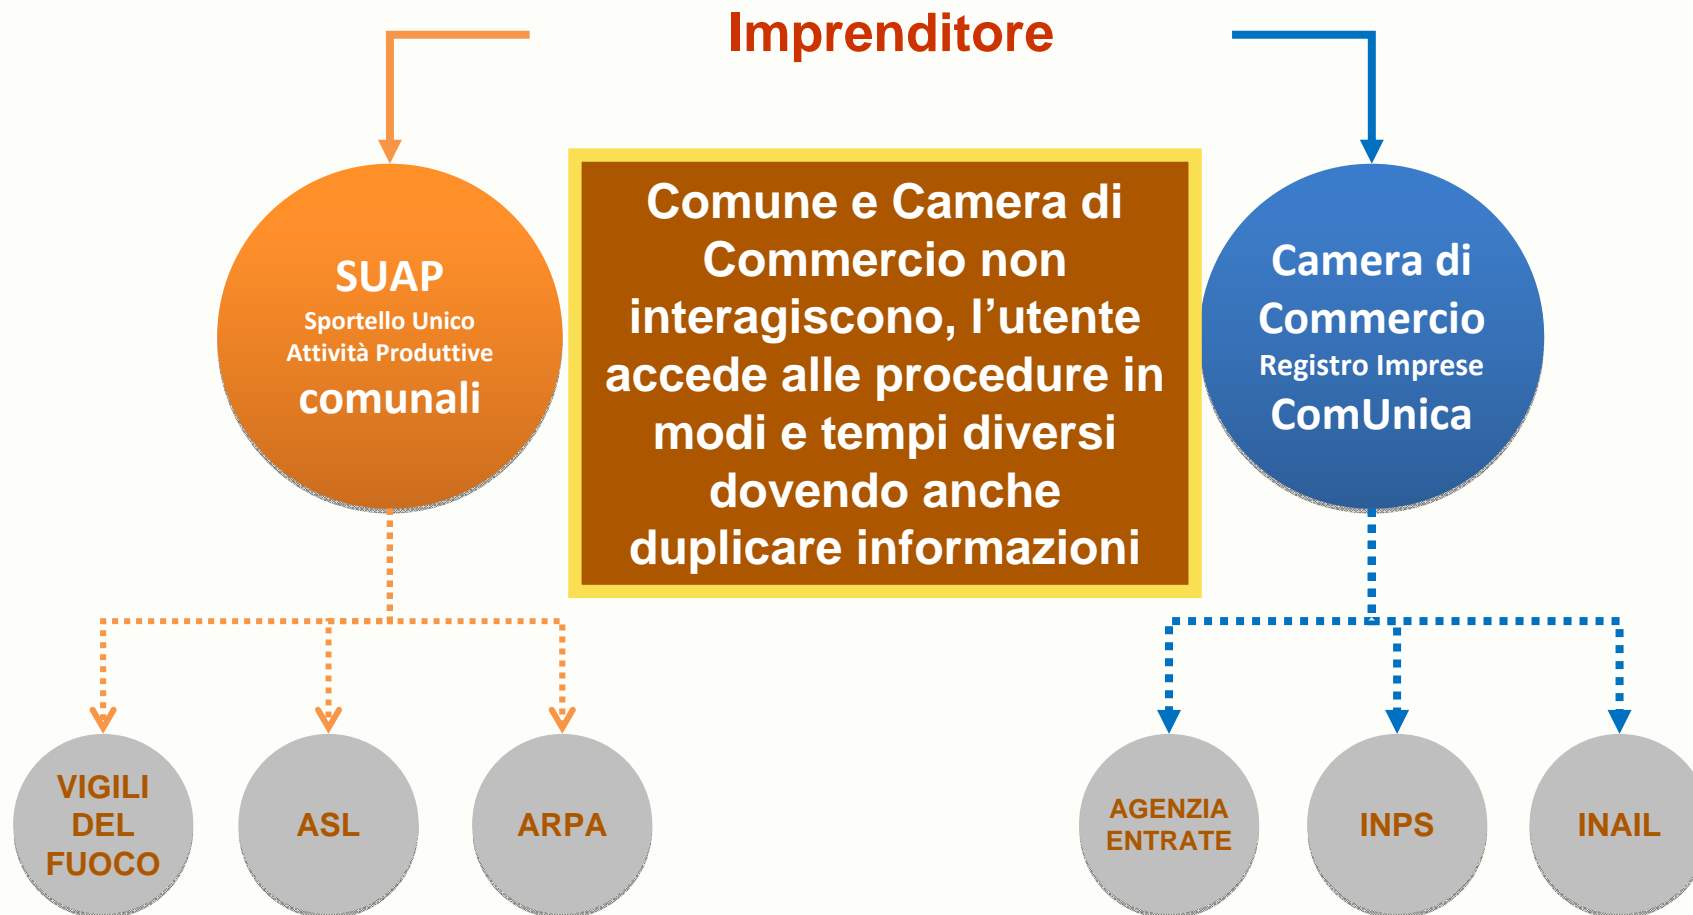 Imprenditore
SUAP
Sportello Unico
Attività Produttive
comunali
Comune e Camera di
Commercio non
interagiscono, l’utente
accede alle procedure in
modi e tempi diversi
dovendo anche
duplicare informazioni
Camera di
Commercio
Registro Imprese
ComUnica
VIGILI
DEL
FUOCO
ASL
ARPA
AGENZIA
ENTRATE
INPS
INAIL